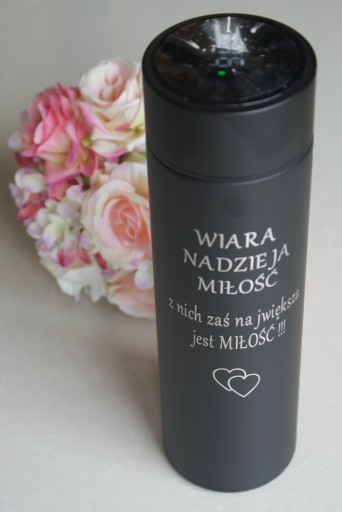 WIARA
NADZIEJA
MIŁOŚĆ
z nich zaś największa
jest MIŁOŚĆ !!!